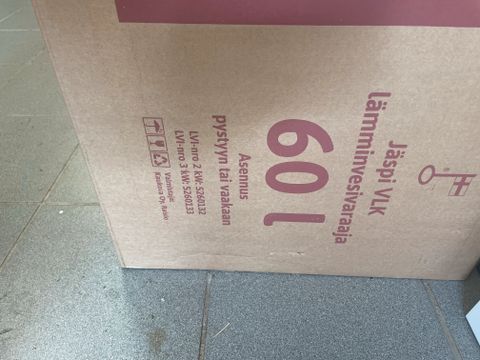 Jäspi VLK
Lämminvesivaraaja
60 l
Asennus
pystyyn tai vaakaan
LVI-nro 2 kW: 5260132
LVI-nro 3 kW: 5260133
Valmistaja:
Kaukora Oy, Raisio